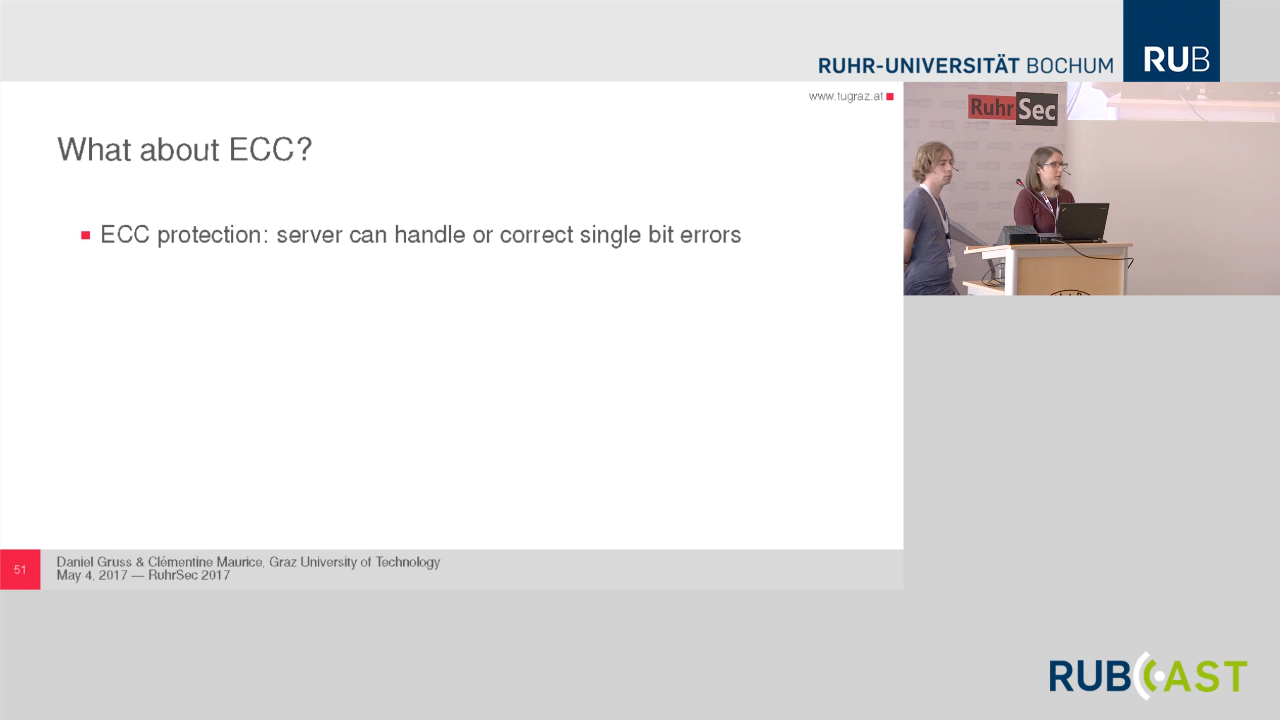 RUHR-UNIVERSITÄT BOCHUM
RUB
www.tugraz.at
RuhrSec
What about ECC?
ECC protection: server can handle or correct single bit errors
51
Daniel Gruss & Clémentine Maurice, Graz University of Technology
May 4, 2017 — RuhrSec 2017
RUBCAST